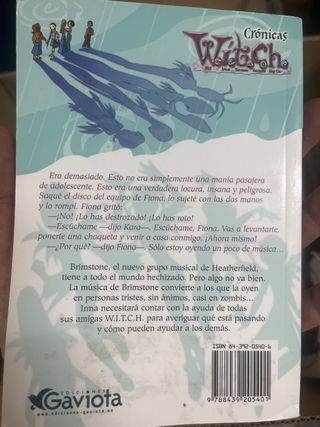 Crónicas
W.i.t.c.h.
Era demasiado. Esto no era simplemente una manía pasajera
de adolescente. Esto era una verdadera locura, insana y peligrosa.
Saqué el disco del equipo de Fiona, lo sujeté con las dos manos
y lo rompí. Fiona gritó:
—¡No! ¡Lo has destrozado! ¡Lo has roto!
—Escúchame —dijo Kara—. Escúchame, Fiona. Vas a levantarte,
ponerte una chaqueta y venir a casa conmigo. ¡Ahora mismo!
—¿Por qué? —dijo Fiona—. Sólo estoy oyendo un poco de música...
Brimstone, el nuevo grupo musical de Heatherfield,
tiene a todo el mundo hechizado. Pero algo no va bien.
La música de Brimstone convierte a los que la oyen
en personas tristes, sin ánimos, casi en zombis...
Irma necesitará contar con la ayuda de todas
sus amigas W.I.T.C.H. para averiguar qué está pasando
y cómo pueden ayudar a los demás.
EDICIONES
Gaviota
www.ediciones-gaviota.es
ISBN 84-392-0540-6
9 788439 205401